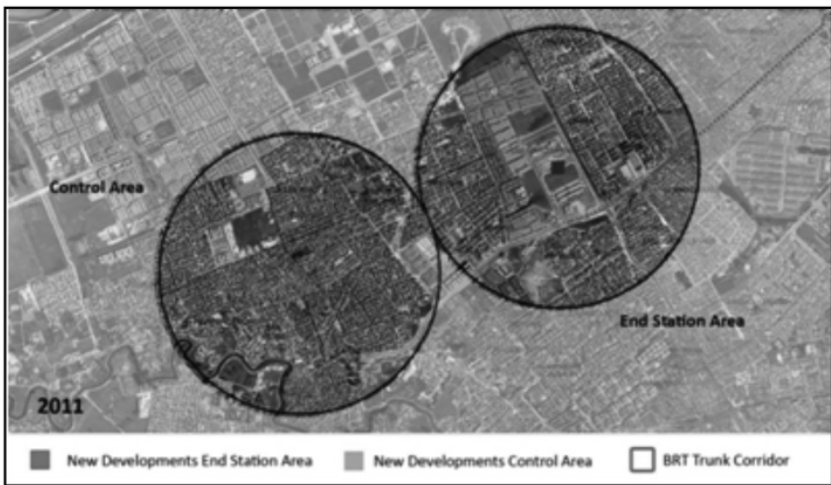 Control Area
End Station Area
2011
New Developments End Station Area
New Developments Control Area
BRT Trunk Corridor